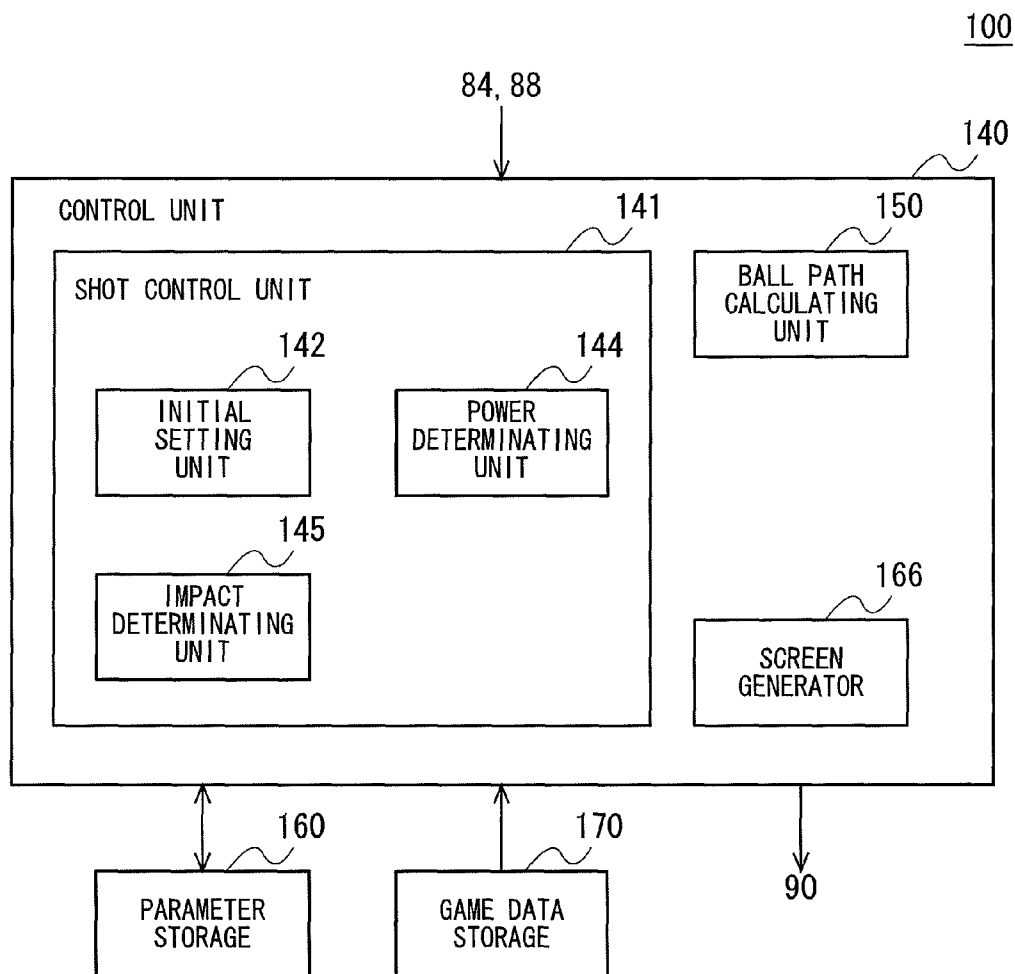 100
84, 88
140
CONTROL UNIT
141
150
SHOT CONTROL UNIT
BALL PATH
CALCULATING
UNIT
142
144
INITIAL
SETTING
UNIT
POWER
DETERMINATING
UNIT
145
166
IMPACT
DETERMINATING
UNIT
SCREEN
GENERATOR
160
170
90
PARAMETER
STORAGE
GAME DATA
STORAGE